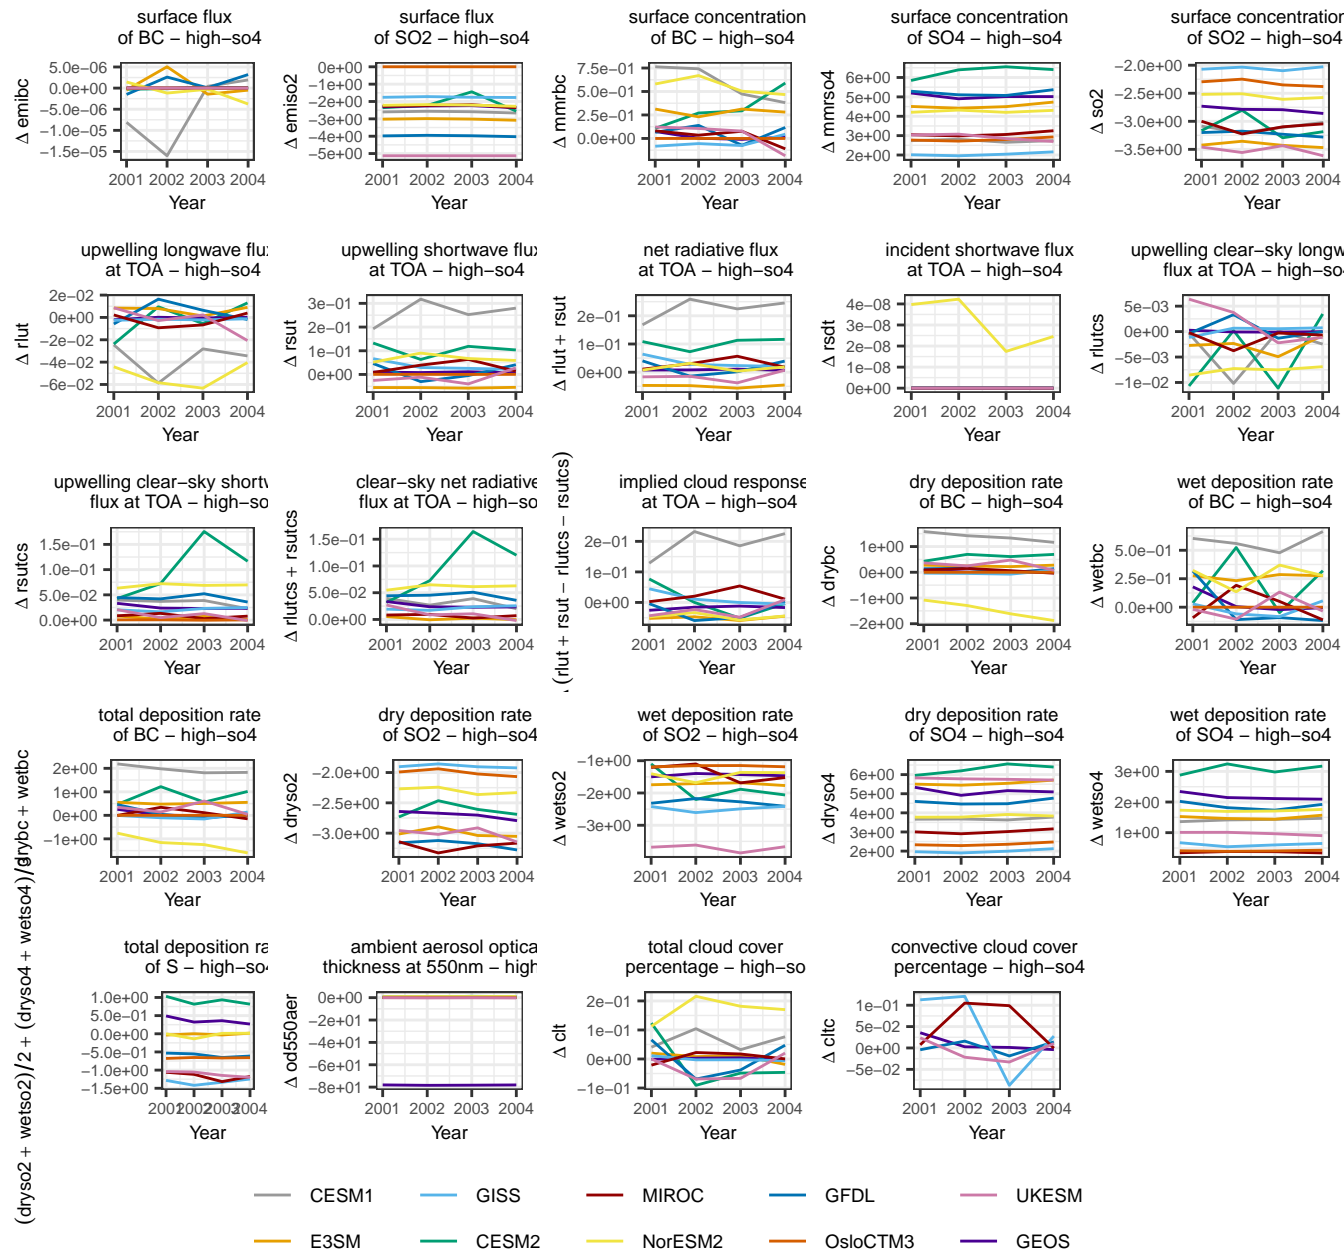 surface flux
of BC − high−so4
surface flux
of SO2 − high−so4
surface concentration
of BC − high−so4
surface concentration
of SO4 − high−so4
surface concentration
of SO2 − high−so4
Δ emibc
5.0e−06
0.0e+00
−5.0e−06
−1.0e−05
−1.5e−05
2001 2002 2003 2004
Year
Δ emiso2
0e+00
−1e+00
−2e+00
−3e+00
−4e+00
−5e+00
2001 2002 2003 2004
Year
Δ mmrbc
7.5e−01
5.0e−01
2.5e−01
0.0e+00
2001 2002 2003 2004
Year
Δ mmrso4
6e+00
5e+00
4e+00
3e+00
2e+00
2001 2002 2003 2004
Year
Δ so2
−2.0e+00
−2.5e+00
−3.0e+00
−3.5e+00
2001 2002 2003 2004
Year
upwelling longwave flux
at TOA − high−so4
upwelling shortwave flux
at TOA − high−so4
net radiative flux
at TOA − high−so4
incident shortwave flux
at TOA − high−so4
upwelling clear−sky longw
flux at TOA − high−so
Δ rlut
2e−02
0e+00
−2e−02
−4e−02
−6e−02
2001 2002 2003 2004
Year
Δ rsut
3e−01
2e−01
1e−01
0e+00
2001 2002 2003 2004
Year
Δ rlut + rsut
2e−01
1e−01
0e+00
2001 2002 2003 2004
Year
Δ rsdt
4e−08
3e−08
2e−08
1e−08
0e+00
2001 2002 2003 2004
Year
Δ rlutcs
5e−03
0e+00
−5e−03
−1e−02
2001 2002 2003 2004
Year
upwelling clear−sky shortw
flux at TOA − high−so
clear−sky net radiative
flux at TOA − high−so
implied cloud response
at TOA − high−so4
dry deposition rate
of BC − high−so4
wet deposition rate
of BC − high−so4
Δ rsutcs
1.5e−01
1.0e−01
5.0e−02
0.0e+00
2001 2002 2003 2004
Year
Δ rlutcs + rsutcs
1.5e−01
1.0e−01
5.0e−02
0.0e+00
2001 2002 2003 2004
Year
(rlut + rsut − rlutcs − rsutcs)
2e−01
1e−01
0e+00
2001 2002 2003 2004
Year
Δ drybc
1e+00
0e+00
−1e+00
−2e+00
2001 2002 2003 2004
Year
Δ wetbc
5.0e−01
2.5e−01
0.0e+00
2001 2002 2003 2004
Year
total deposition rate
of BC − high−so4
dry deposition rate
of SO2 − high−so4
wet deposition rate
of SO2 − high−so4
dry deposition rate
of SO4 − high−so4
wet deposition rate
of SO4 − high−so4
drybc + wetbc
2e+00
1e+00
0e+00
−1e+00
2001 2002 2003 2004
Year
Δ dryso2
−2.0e+00
−2.5e+00
−3.0e+00
2001 2002 2003 2004
Year
Δ wetso2
−1e+00
−2e+00
−3e+00
2001 2002 2003 2004
Year
Δ dryso4
6e+00
5e+00
4e+00
3e+00
2e+00
2001 2002 2003 2004
Year
Δ wetso4
3e+00
2e+00
1e+00
2001 2002 2003 2004
Year
total deposition ra
of S − high−so4
ambient aerosol optica
thickness at 550nm − high
total cloud cover
percentage − high−so
convective cloud cover
percentage − high−so4
(dryso2 + wetso2)/2 + (dryso4 + wetso4)/3
1.0e+00
5.0e−01
0.0e+00
−5.0e−01
−1.0e+00
−1.5e+00
2001 2002 2003 2004
Year
Δ od550aer
0e+00
−2e+01
−4e+01
−6e+01
−8e+01
2001 2002 2003 2004
Year
Δ clt
2e−01
1e−01
0e+00
−1e−01
2001 2002 2003 2004
Year
Δ cltc
1e−01
5e−02
0e+00
−5e−02
2001 2002 2003 2004
Year
CESM1 GISS MIROC GFDL UKESM
E3SM CESM2 NorESM2 OsloCTM3 GEOS